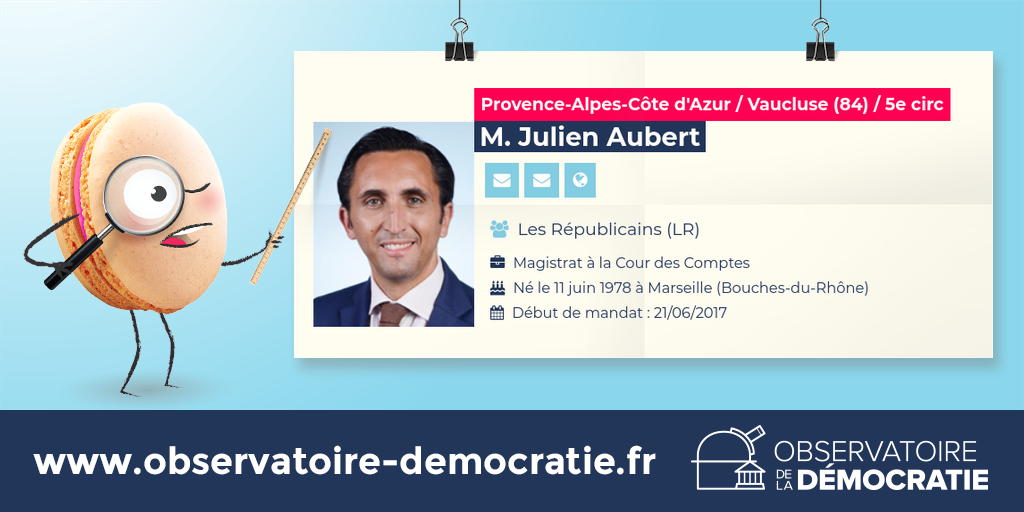 Provence-Alpes-Côte d'Azur / Vaucluse (84) / 5e circ
M. Julien Aubert
Les Républicains (LR)
Magistrat à la Cour des Comptes
Né le 11 juin 1978 à Marseille (Bouches-du-Rhône)
Début de mandat : 21/06/2017
www.observatoire-democratie.fr
OBSERVATOIRE
DE LA DÉMOCRATIE